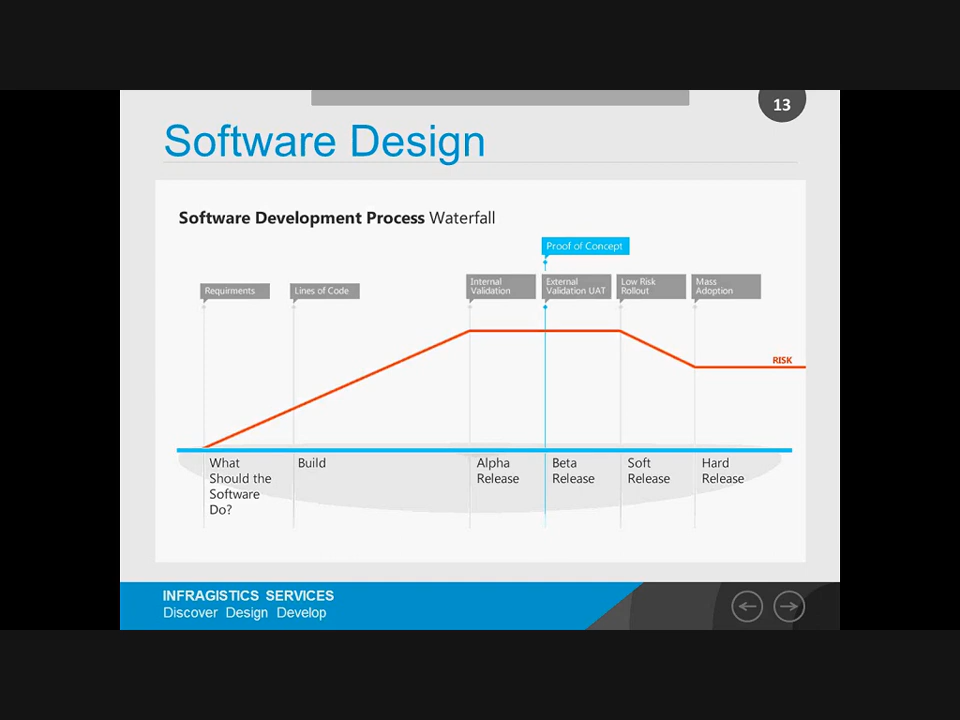 13
Software Design
Software Development Process Waterfall
Proof of Concept
Requirments
Lines of Code
Internal
Validation
External
Validation UAT
Low Risk
Rollout
Mass
Adoption
RISK
What
Should the
Software
Do?
Build
Alpha
Release
Beta
Release
Soft
Release
Hard
Release
INFRAGISTICS SERVICES
Discover Design Develop